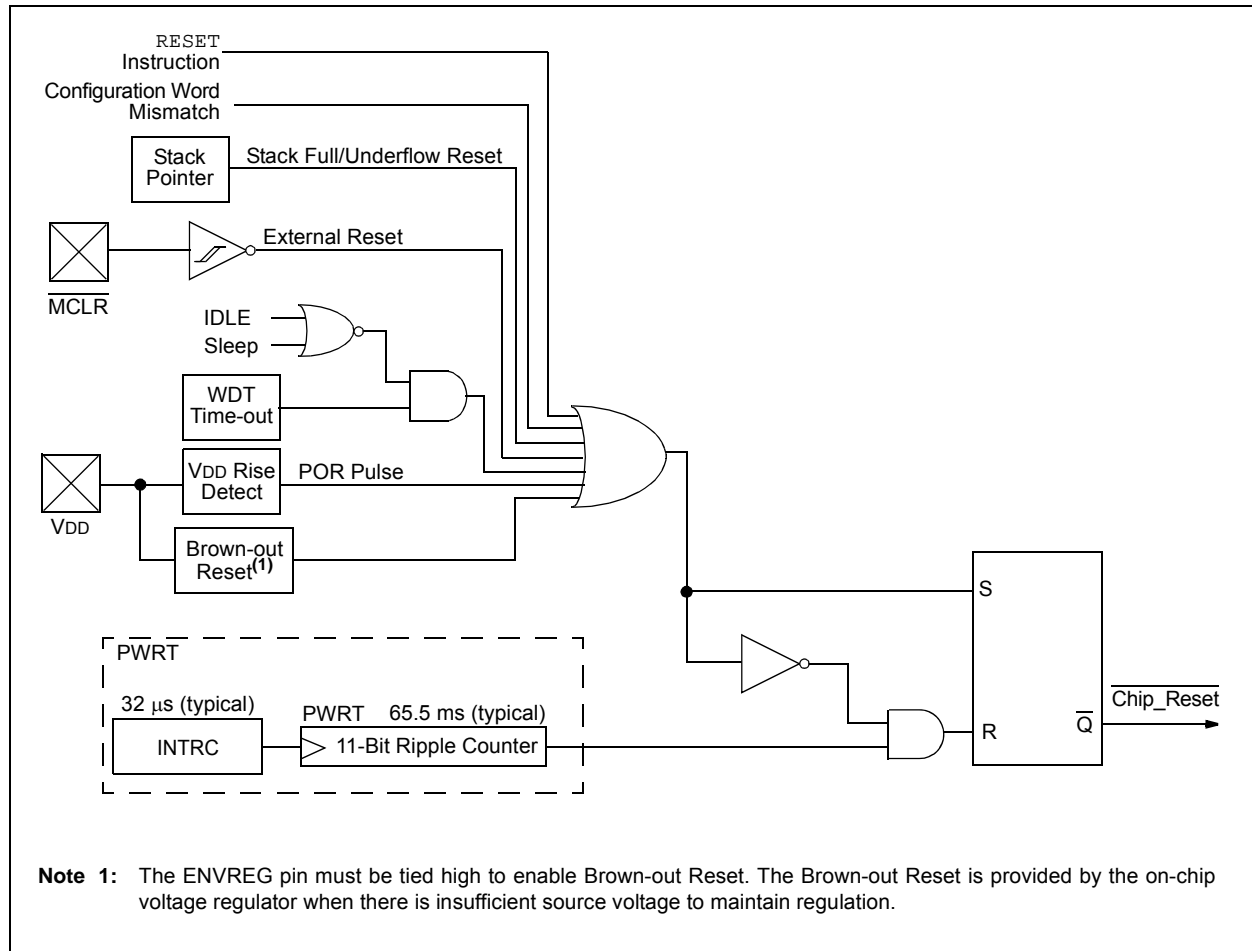 RESET
Instruction
Configuration Word
Mismatch
Stack
Pointer
Stack Full/Underflow Reset
External Reset
MCLR
IDLE
Sleep
WDT
Time-out
VDD Rise
Detect
POR Pulse
VDD
Brown-out
Reset(1)
PWRT
32 μs (typical)
INTRC
PWRT 65.5 ms (typical)
11-Bit Ripple Counter
S
R
Q
Chip_Reset
Note 1: The ENVREG pin must be tied high to enable Brown-out Reset. The Brown-out Reset is provided by the on-chip
voltage regulator when there is insufficient source voltage to maintain regulation.